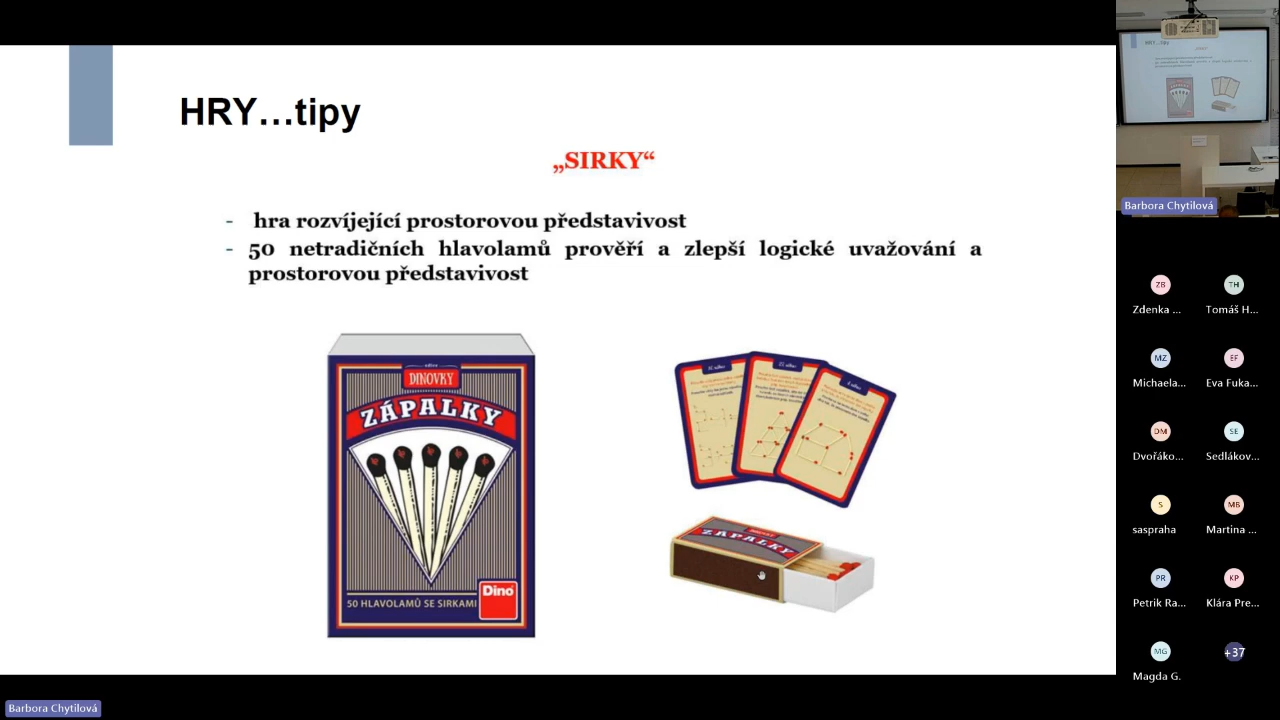 HRY…tipy
„SIRKY“
- hra rozvíjející prostorovou představivost
- 50 netradičních hlavolamů prověří a zlepší logické uvažování a
prostorovou představivost
DINOVKY
ZÁPALKY
50 HLAVOLAMŮ SE SIRKAMI
Dino
ZÁPALKY
Barbora Chytilová
HRY…tipy
Barbora Chytilová
ZB
TH
Zdenka ...
Tomáš H...
MZ
EF
Michaela...
Eva Fuka...
DM
SE
Dvořáko...
Sedlákov...
S
MB
saspraha
Martina ...
PR
KP
Petrik Ra...
Klára Pre...
MG
+37
Magda G.